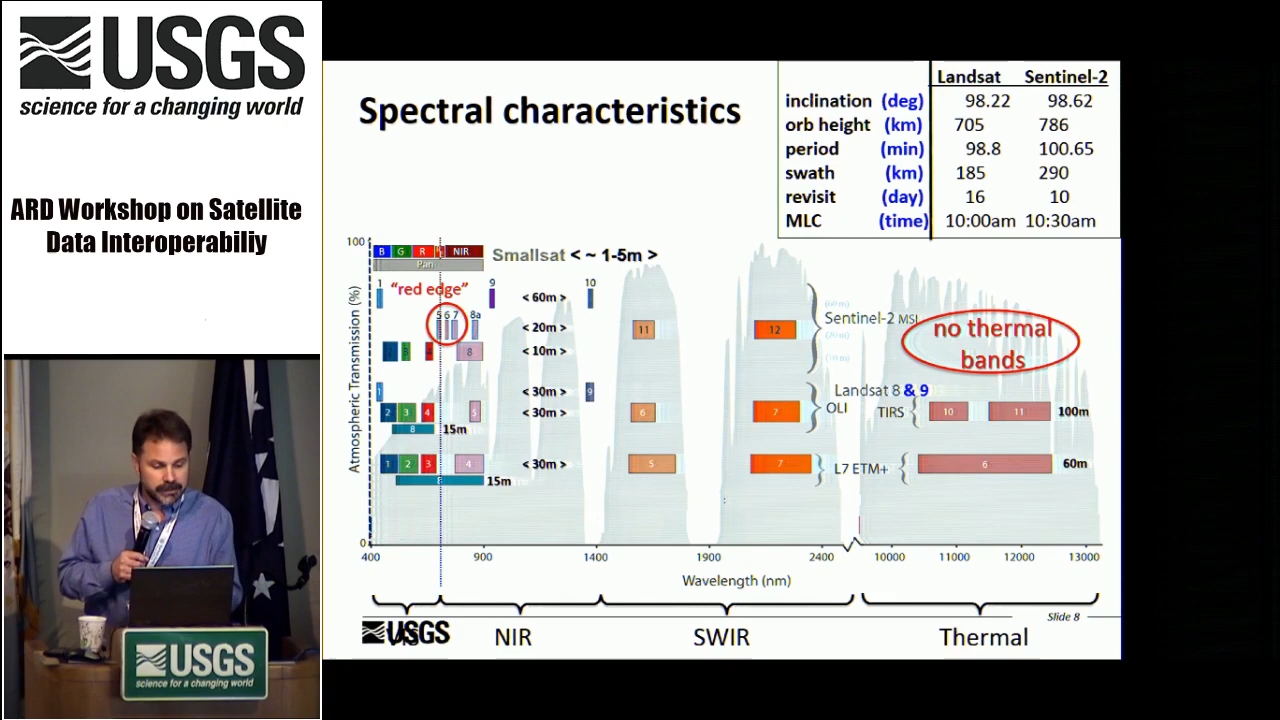 USGS
science for a changing world
ARD Workshop on Satellite
Data Interoperabiliy
USGS
science for a changing world
Spectral characteristics
Landsat Sentinel-2
inclination (deg) 98.22 98.62
orb height (km) 705 786
period (min) 98.8 100.65
swath (km) 185 290
revisit (day) 16 10
MLC (time) 10:00am 10:30am
Atmospheric Transmission (%)
100
0
B G R NIR
Pan
Smallsat < ~ 1-5m >
1 "red edge" 9 < 60m > 10
5 6 7 8a < 20m > 11 12
Sentinel-2 MSI
(60 m)
(20 m)
(10 m)
no thermal
bands
8 < 10m >
1 < 30m > 9
Landsat 8 & 9
OLI
2 3 4 5 < 30m > 6 7
TIRS 10 11 100m
8 15m
1 2 3 4 < 30m > 5 7
L7 ETM+ 6 60m
8 15m
400 900 1400 1900 2400 10000 11000 12000 13000
Wavelength (nm)
Slide 8
USGS
VIS NIR SWIR Thermal